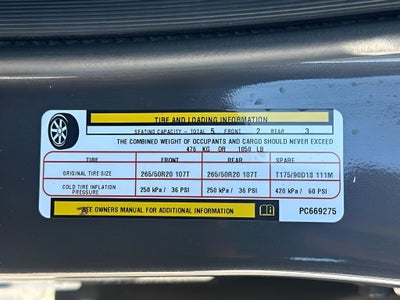 TIRE AND LOADING INFORMATION
SEATING CAPACITY - TOTAL 5 FRONT 2 REAR 3
THE COMBINED WEIGHT OF OCCUPANTS AND CARGO SHOULD NEVER EXCEED
476 KG OR 1050 LB
TIRE FRONT REAR SPARE
ORIGINAL TIRE SIZE 265/50R20 107T 265/50R20 107T T175/90D18 111M
COLD TIRE INFLATION
PRESSURE 250 kPa / 36 PSI 250 kPa / 36 PSI 420 kPa / 60 PSI
SEE OWNERS MANUAL FOR ADDITIONAL INFORMATION PC669275